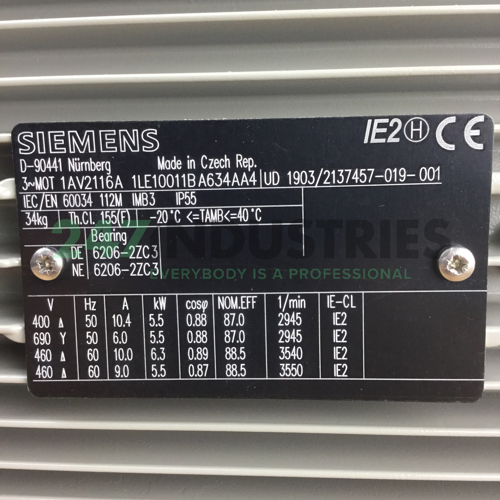 SIEMENS IE2 H CE
D-90441 Nürnberg Made in Czech Rep.
3~MOT 1AV2116A 1LE10011BA634AA4 UD 1903/2137457-019-001
IEC/EN 60034 112M IMB3 IP55
34kg Th.Cl. 155(F) -20°C <=TAMB<=40°C
Bearing
DE 6206-2ZC3
NE 6206-2ZC3
247 INDUSTRIES
EVERYBODY IS A PROFESSIONAL
V Hz A kW cosφ NOM.EFF 1/min IE-CL
400 Δ 50 10.4 5.5 0.88 87.0 2945 IE2
690 Y 50 6.0 5.5 0.88 87.0 2945 IE2
460 Δ 60 10.0 6.3 0.89 88.5 3540 IE2
460 Δ 60 9.0 5.5 0.87 88.5 3550 IE2